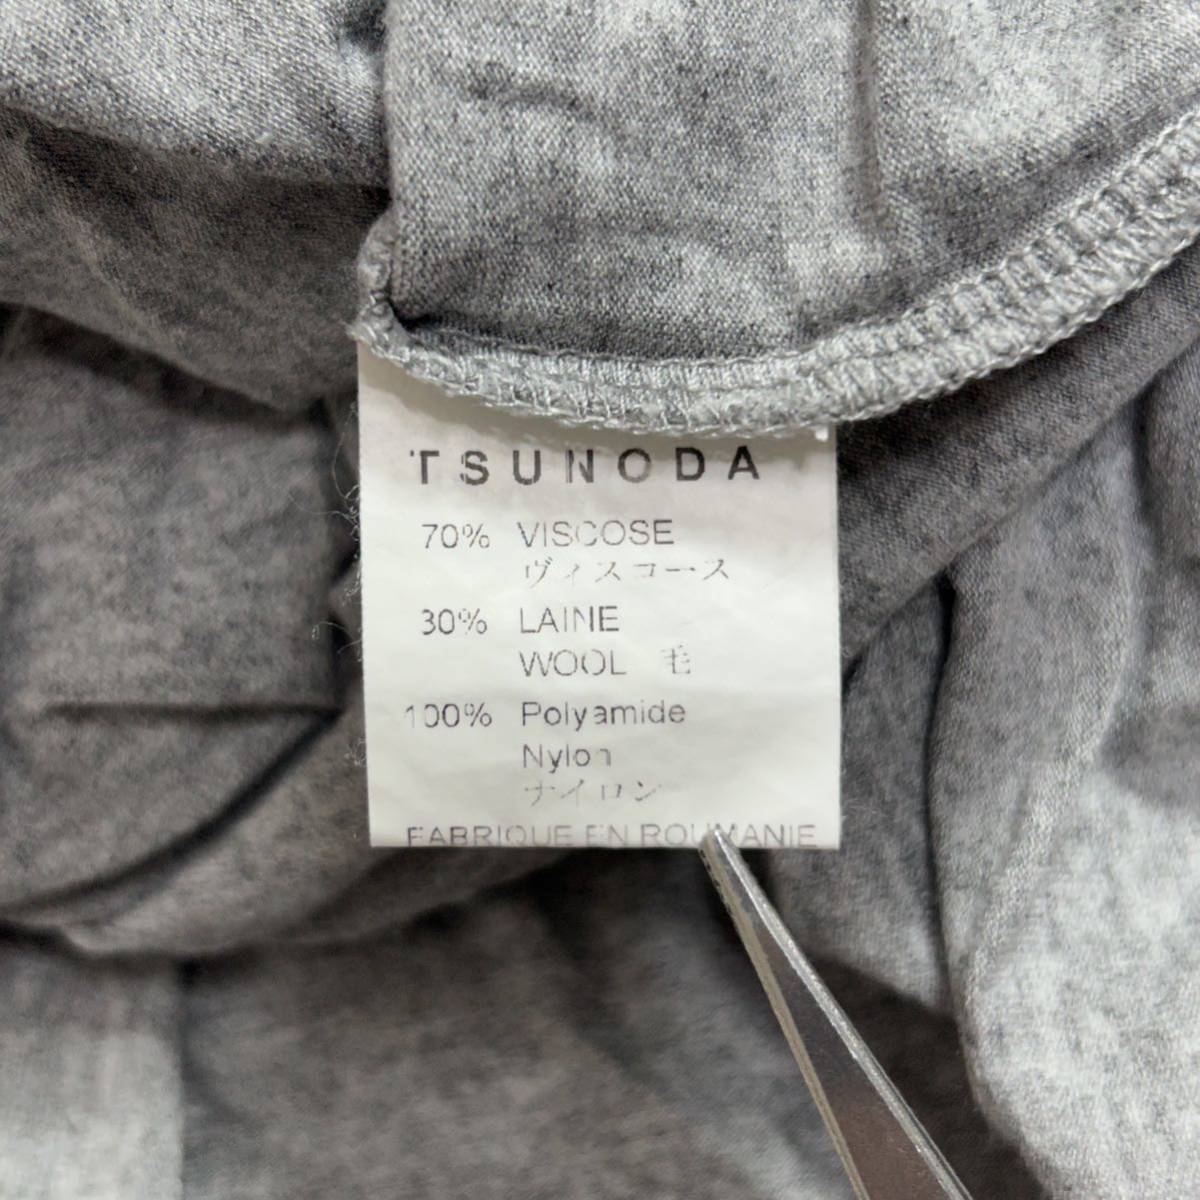 TSUNODA
70% VISCOSE
ヴィスコース
30% LAINE
WOOL 毛
100% Polyamide
Nylon
ナイロン
FABRIQUE EN ROUMANIE